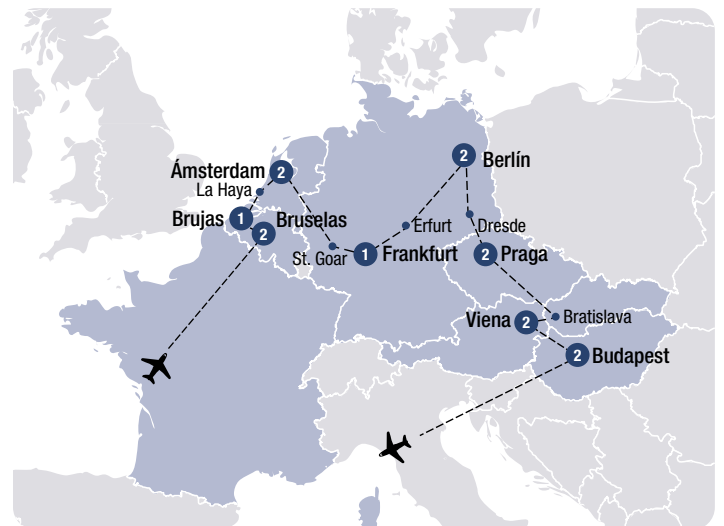 Ámsterdam
2
La Haya
Brujas
1
Bruselas
2
St. Goar
1
Frankfurt
Erfurt
2
Berlín
Dresde
2
Praga
Viena
2
Bratislava
2
Budapest